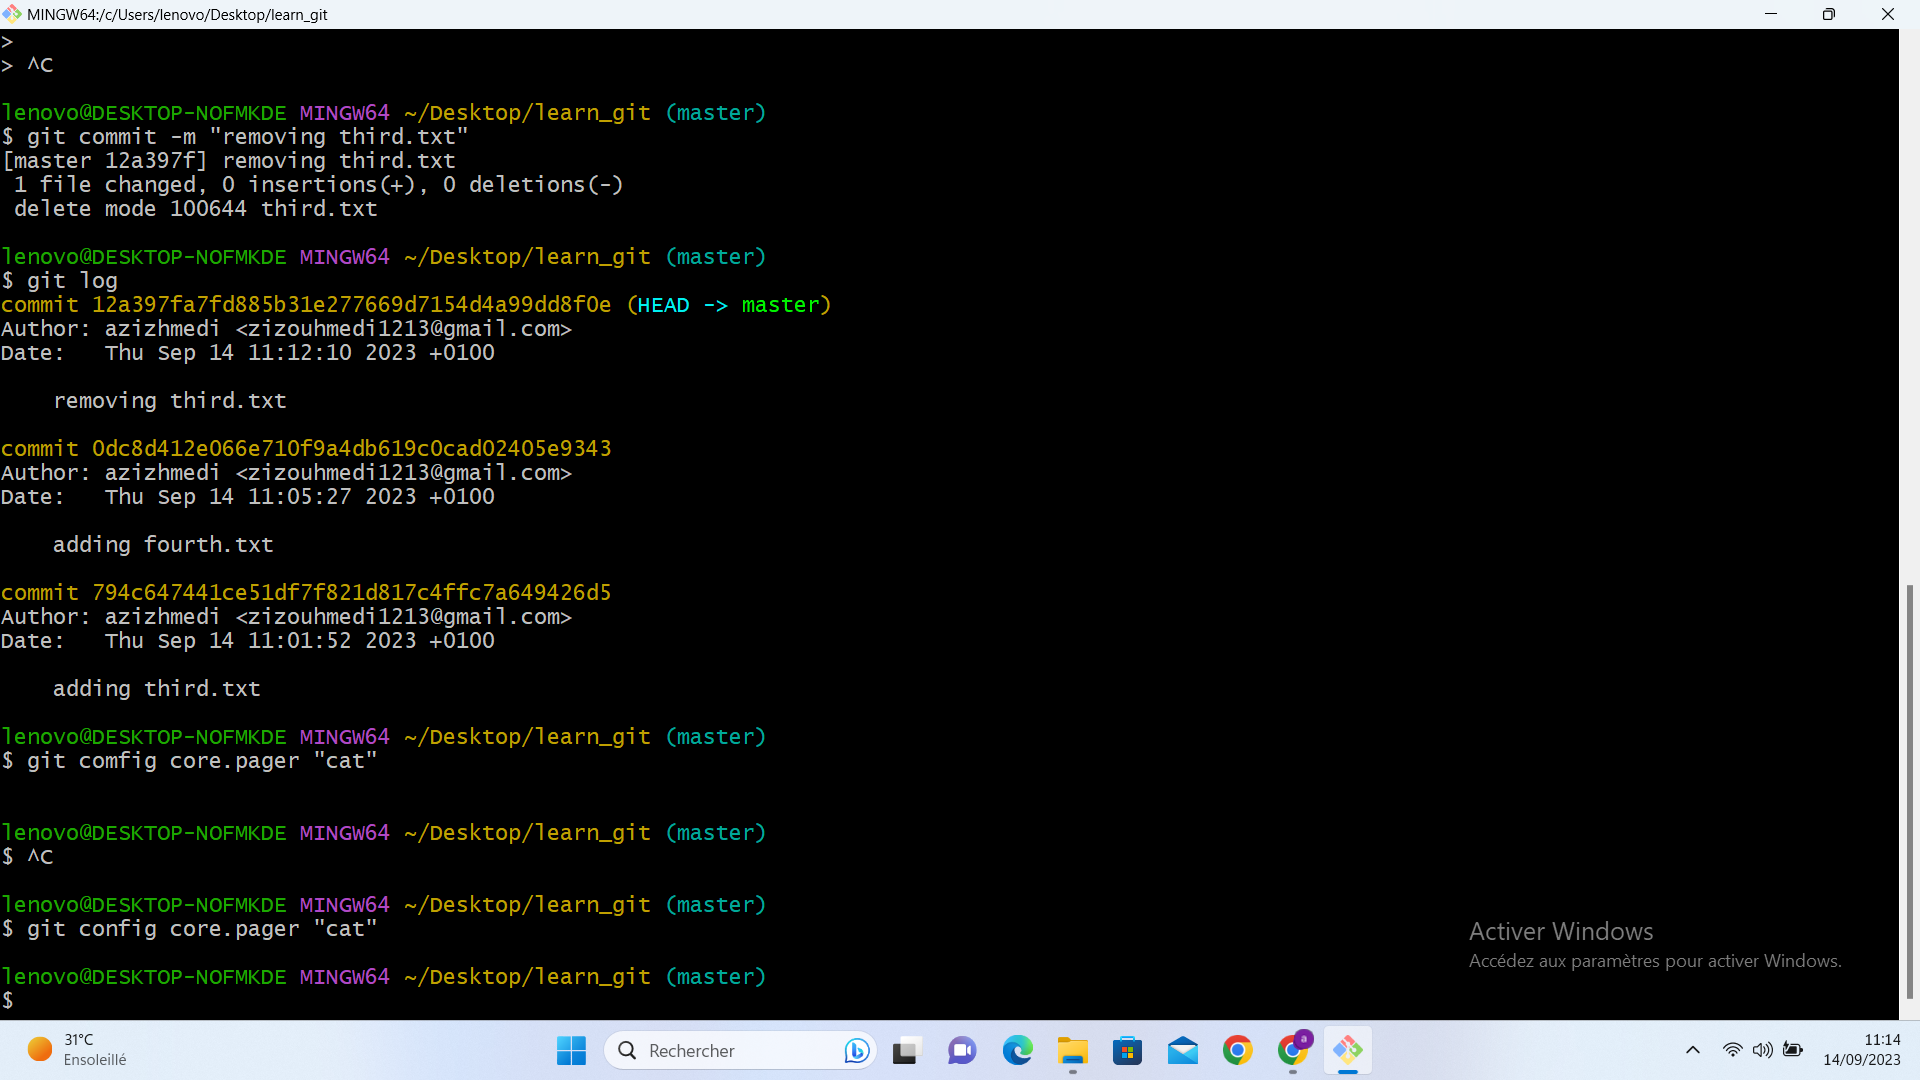 MINGW64:/c/Users/lenovo/Desktop/learn_git
>
> ^C
lenovo@DESKTOP-NOFMKDE MINGW64 ~/Desktop/learn_git (master)
$ git commit -m "removing third.txt"
[master 12a397f] removing third.txt
 1 file changed, 0 insertions(+), 0 deletions(-)
 delete mode 100644 third.txt
lenovo@DESKTOP-NOFMKDE MINGW64 ~/Desktop/learn_git (master)
$ git log
commit 12a397fa7fd885b31e277669d7154d4a99dd8f0e (HEAD -> master)
Author: azizhmedi <zizouhmedi1213@gmail.com>
Date:   Thu Sep 14 11:12:10 2023 +0100
    removing third.txt
commit 0dc8d412e066e710f9a4db619c0cad02405e9343
Author: azizhmedi <zizouhmedi1213@gmail.com>
Date:   Thu Sep 14 11:05:27 2023 +0100
    adding fourth.txt
commit 794c647441ce51df7f821d817c4ffc7a649426d5
Author: azizhmedi <zizouhmedi1213@gmail.com>
Date:   Thu Sep 14 11:01:52 2023 +0100
    adding third.txt
lenovo@DESKTOP-NOFMKDE MINGW64 ~/Desktop/learn_git (master)
$ git comfig core.pager "cat"
lenovo@DESKTOP-NOFMKDE MINGW64 ~/Desktop/learn_git (master)
$ ^C
lenovo@DESKTOP-NOFMKDE MINGW64 ~/Desktop/learn_git (master)
$ git config core.pager "cat"
lenovo@DESKTOP-NOFMKDE MINGW64 ~/Desktop/learn_git (master)
$
Activer Windows
Accédez aux paramètres pour activer Windows.
31°C
Ensoleillé
Rechercher
a
11:14
14/09/2023